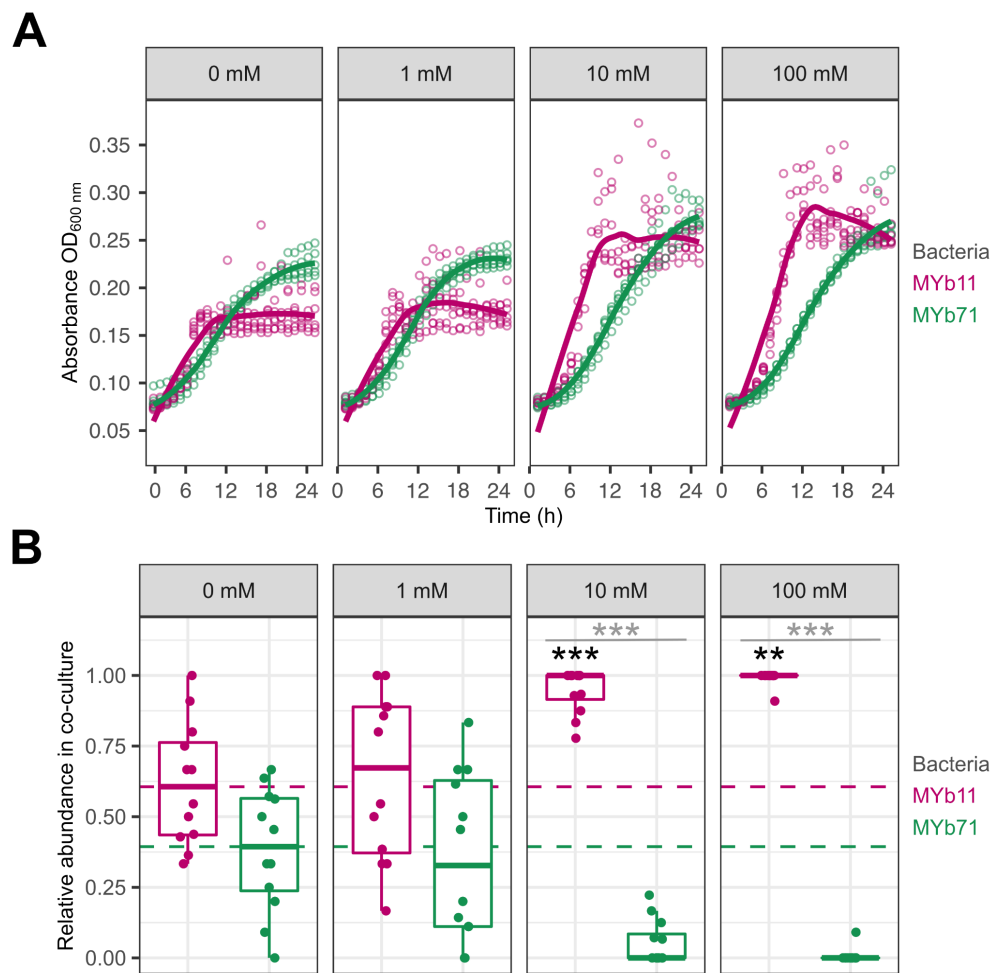 A
0 mM 1 mM 10 mM 100 mM
Absorbance OD600 nm
0.35
0.30
0.25
0.20
0.15
0.10
0.05
0 6 12 18 24 0 6 12 18 24 0 6 12 18 24 0 6 12 18 24
Time (h)
Bacteria
MYb11
MYb71
B
0 mM 1 mM 10 mM 100 mM
*** ***
*** **
Relative abundance in co-culture
1.00
0.75
0.50
0.25
0.00
Bacteria
MYb11
MYb71